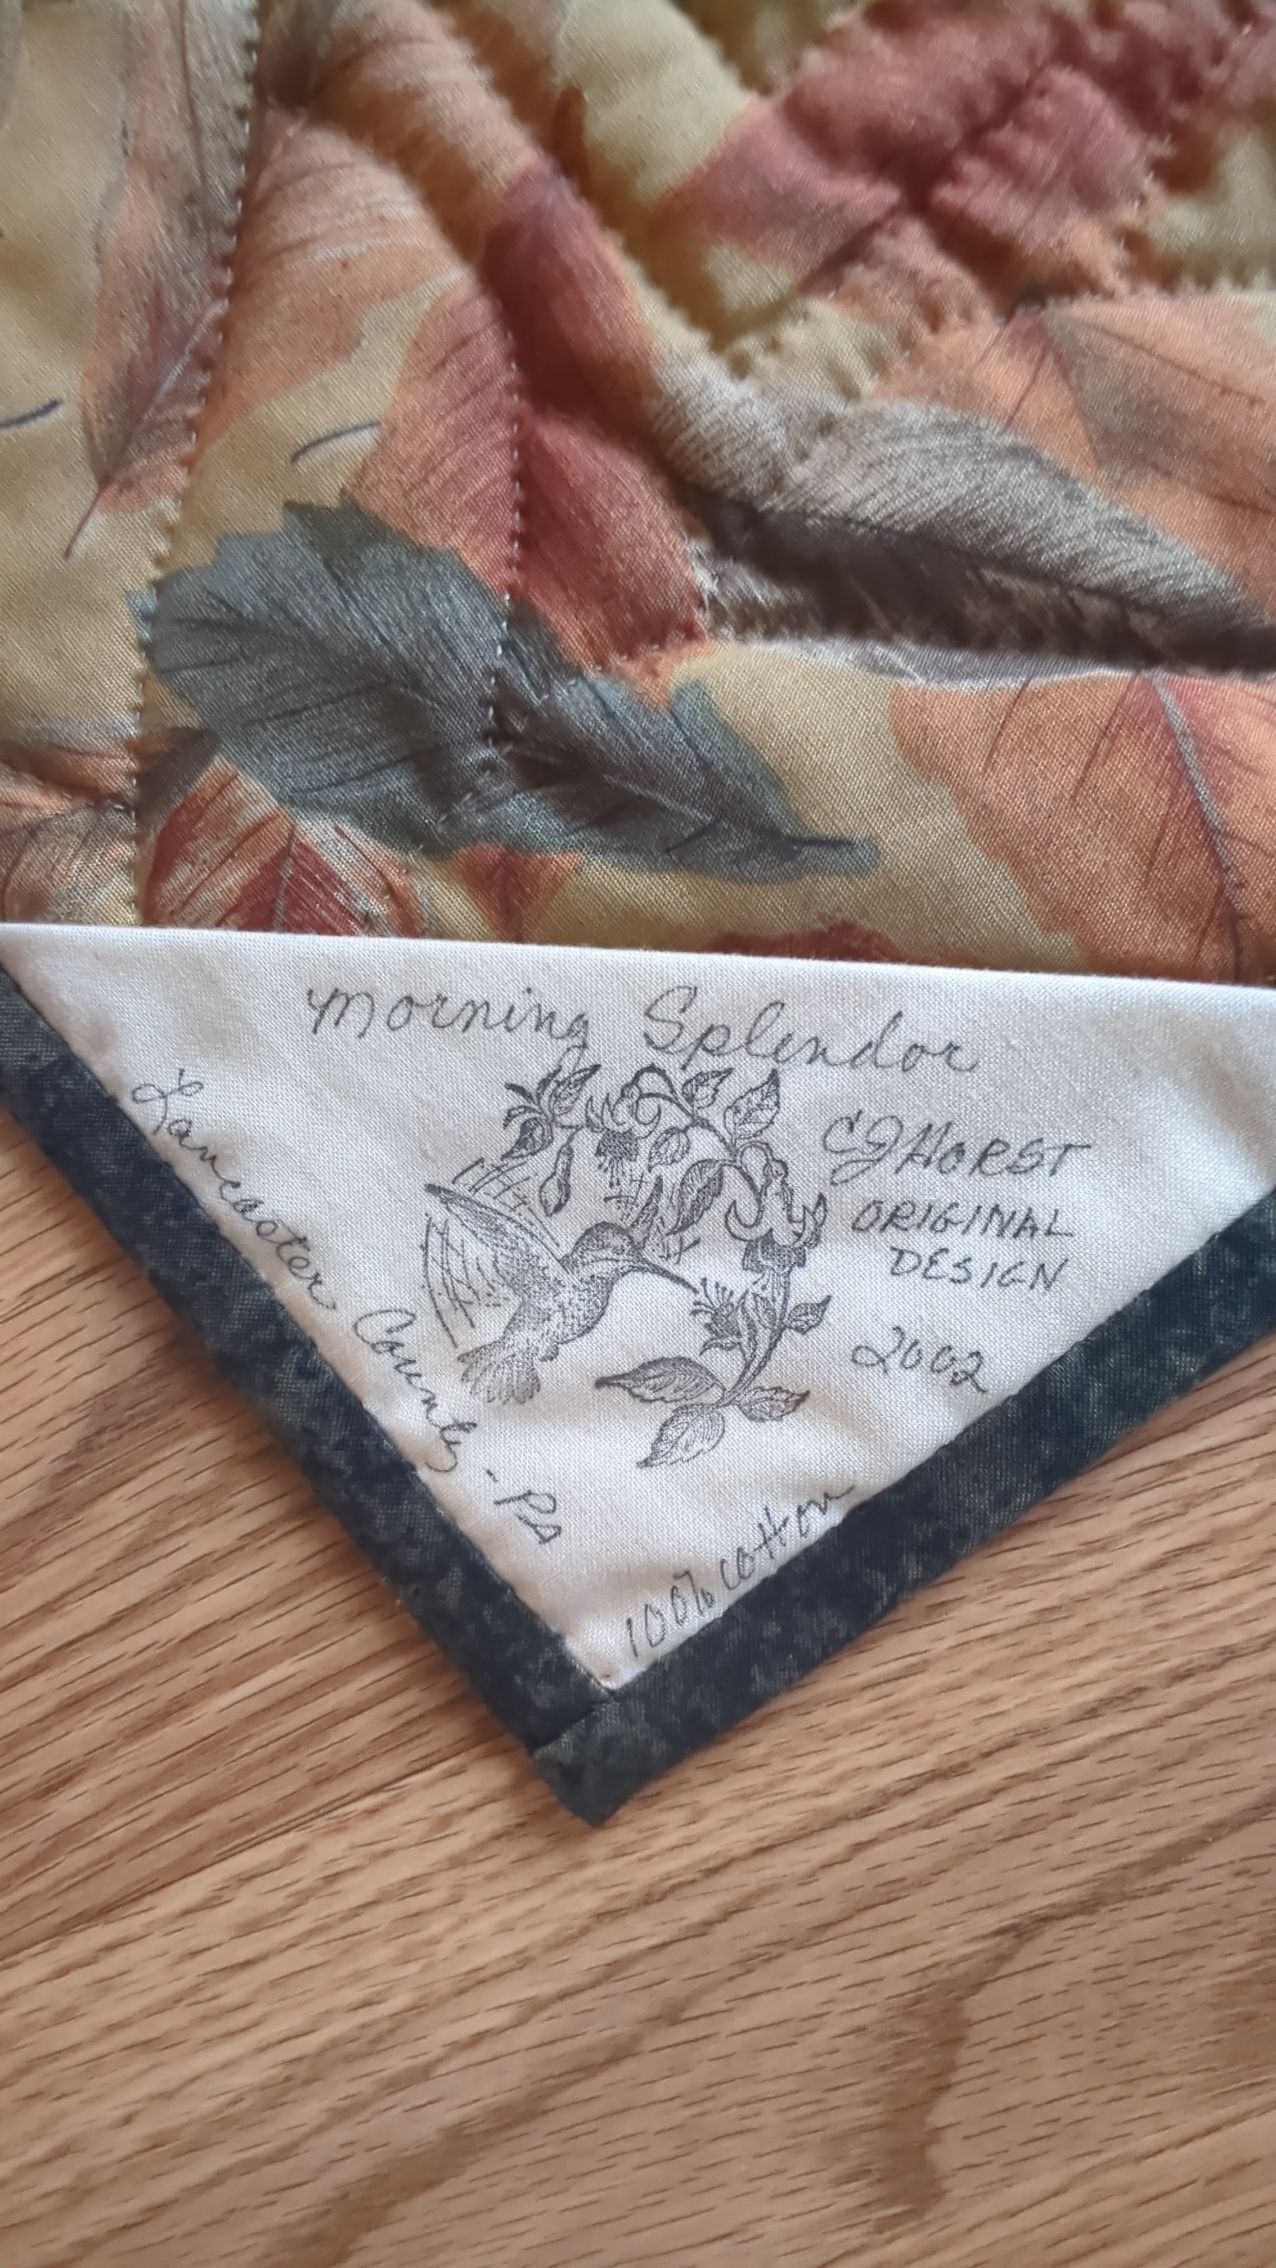 Morning Splendor
CJ HORST
ORIGINAL
DESIGN
2002
Lancaster County - PA
100% cotton